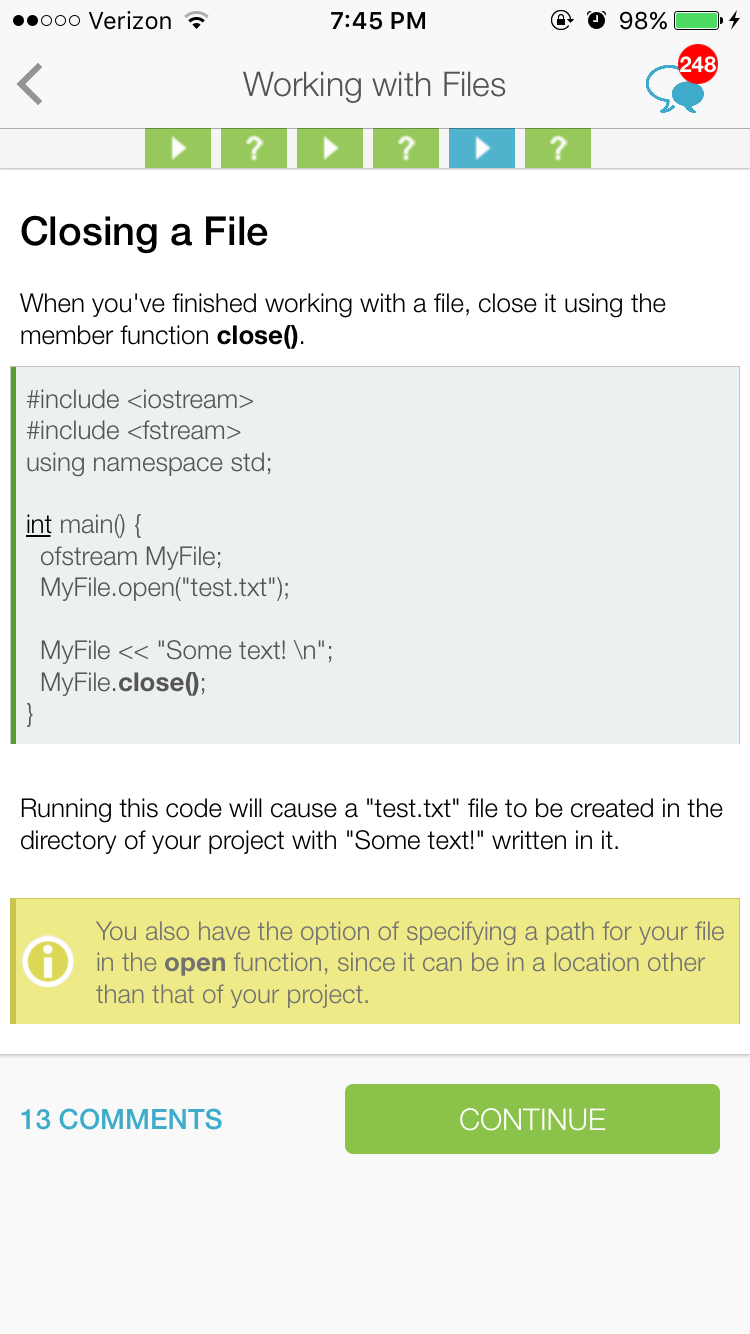 Verizon 7:45 PM 98%
Working with Files 248
? ? ?
Closing a File
When you've finished working with a file, close it using the
member function close().
#include <iostream>
#include <fstream>
using namespace std;
int main() {
ofstream MyFile;
MyFile.open("test.txt");
MyFile << "Some text! \n";
MyFile.close();
}
Running this code will cause a "test.txt" file to be created in the
directory of your project with "Some text!" written in it.
You also have the option of specifying a path for your file
in the open function, since it can be in a location other
than that of your project.
13 COMMENTS CONTINUE